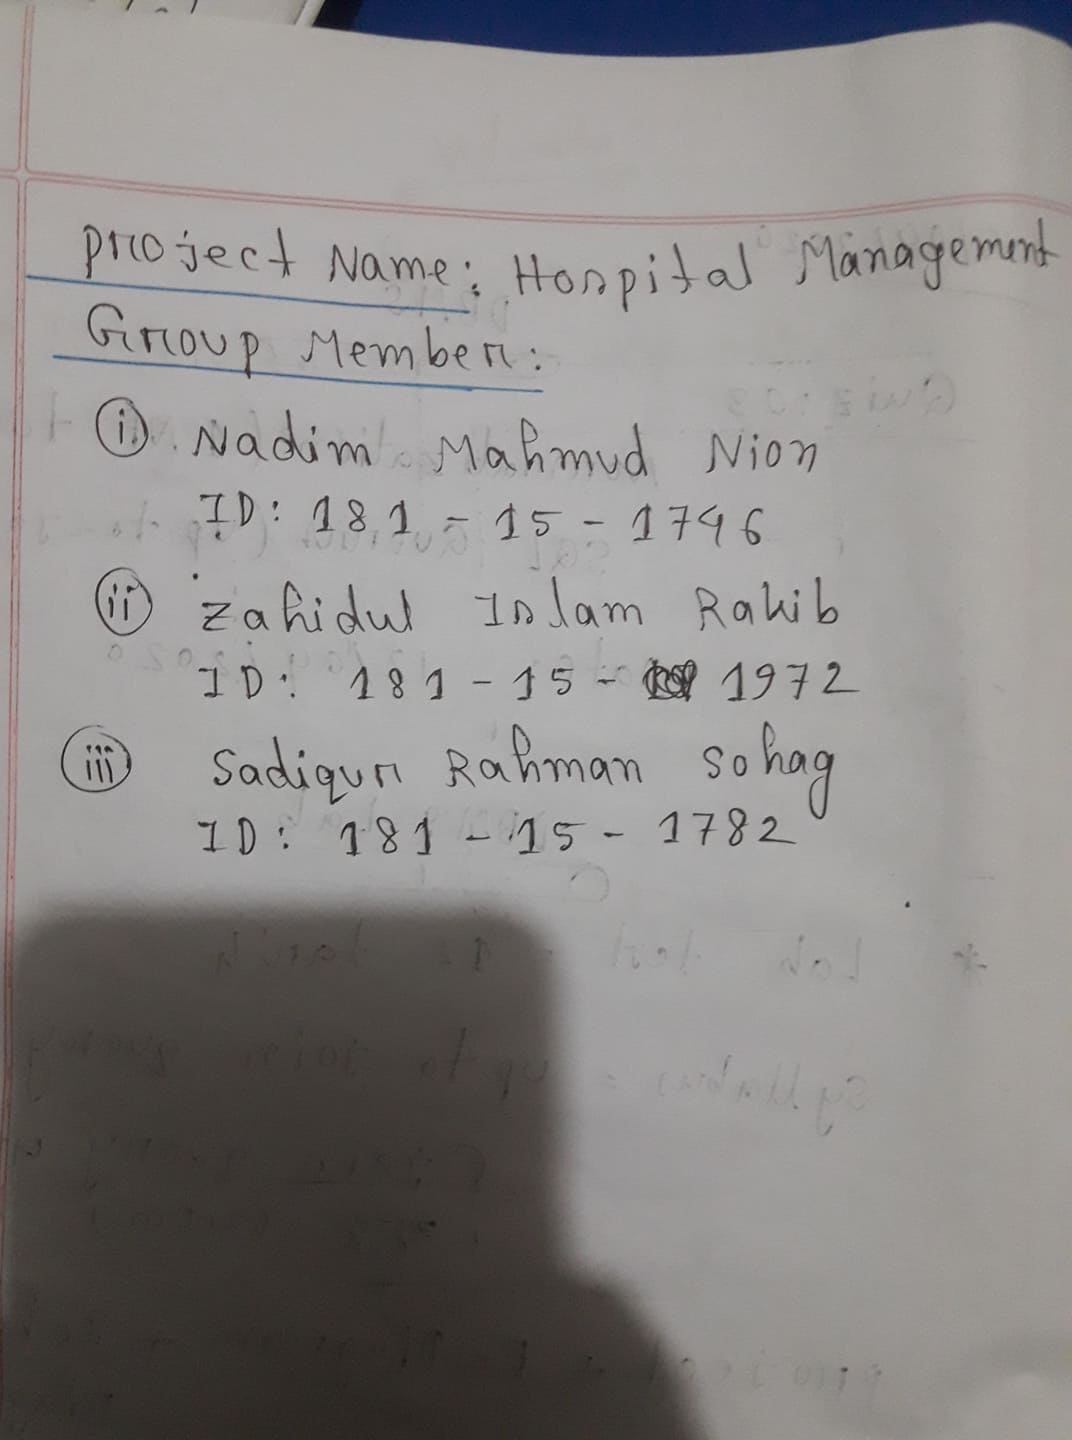 Project Name: Hospital Management
Group Member:
(i) Nadim Mahmud Nion
ID: 181 - 15 - 1746
(ii) Zahidul Islam Rakib
ID: 181 - 15 - 1972
(iii) Sadiqur Rahman Sohag
ID: 181 - 15 - 1782